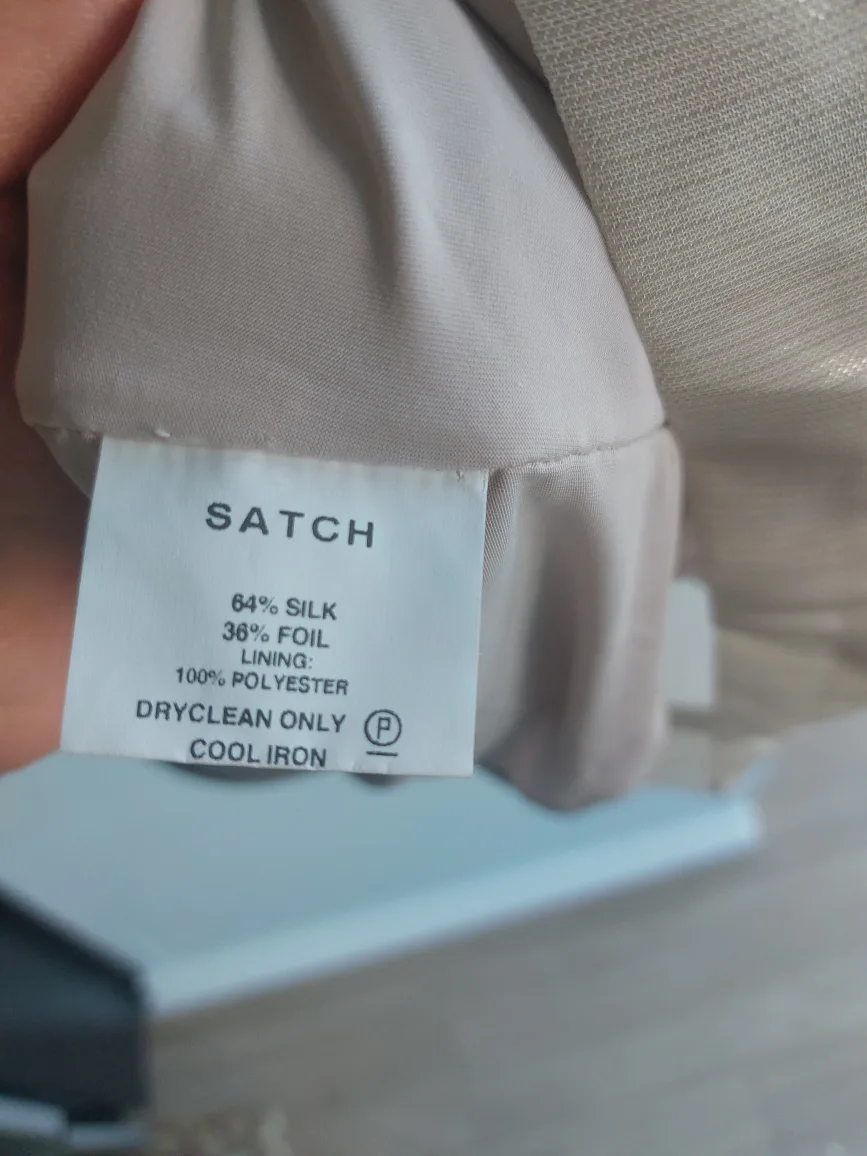 SATCH
64% SILK
36% FOIL
LINING:
100% POLYESTER
DRYCLEAN ONLY Ⓟ
COOL IRON